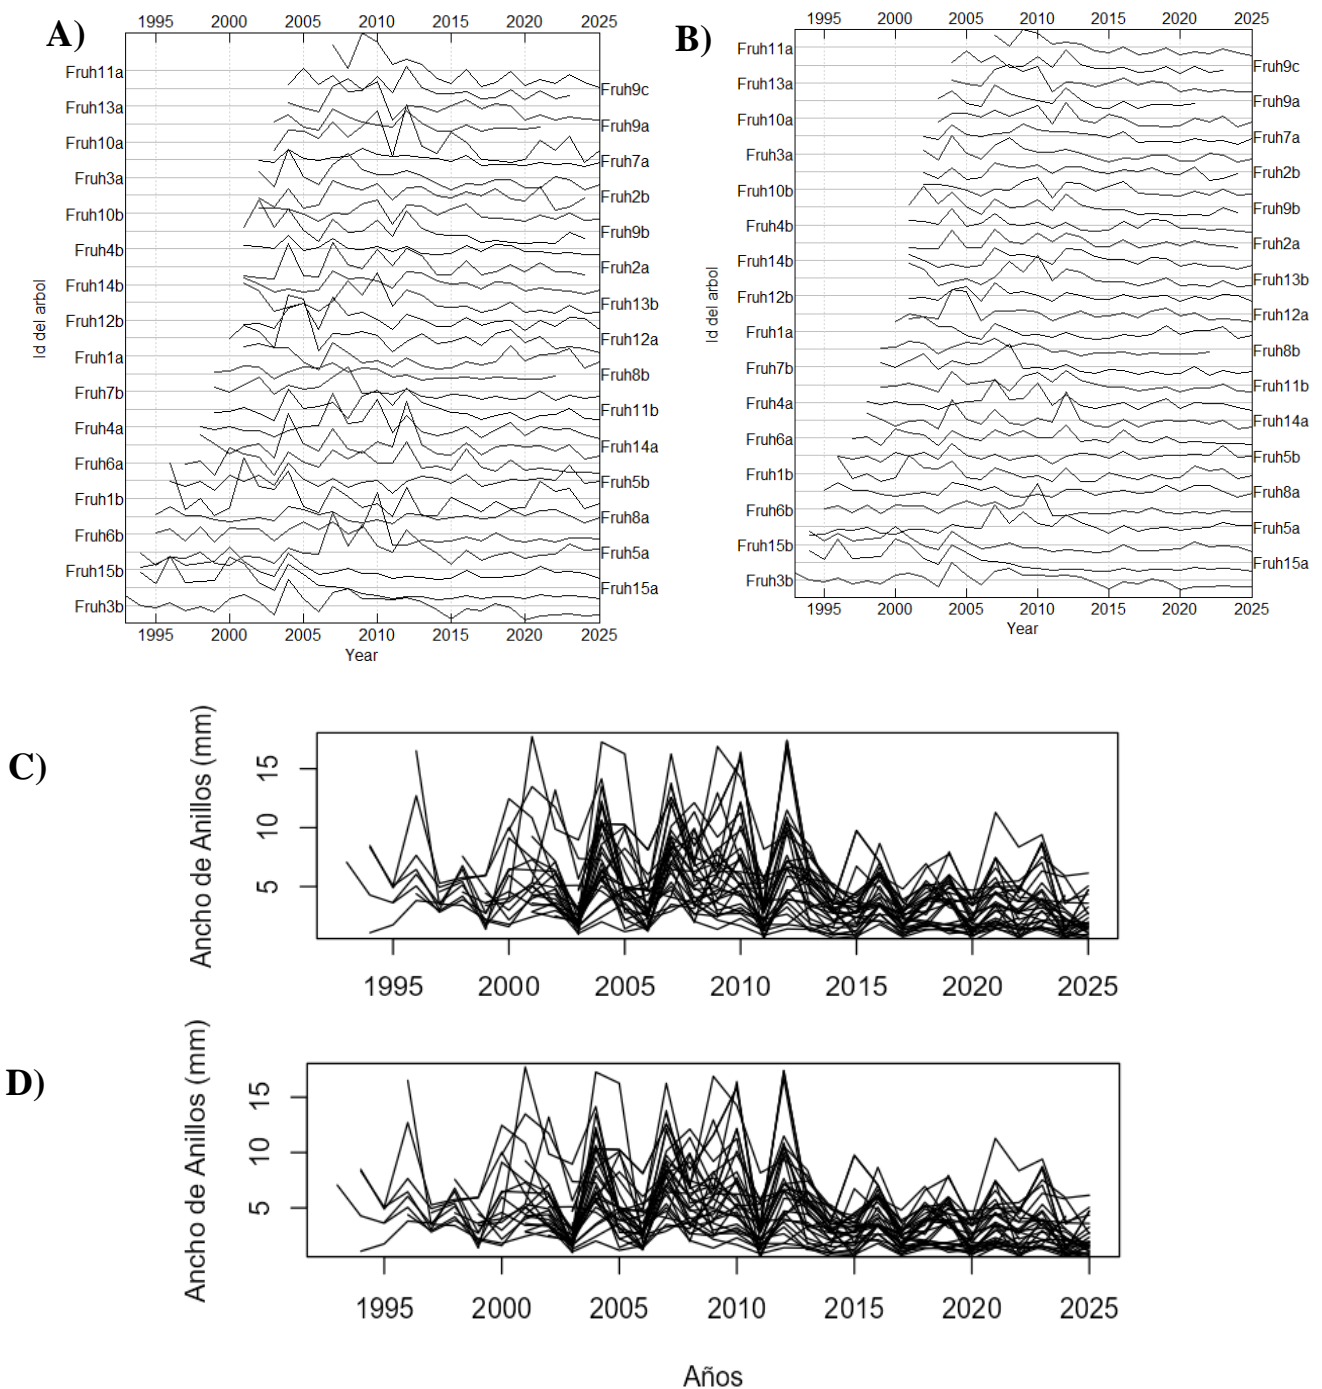 A)
1995 2000 2005 2010 2015 2020 2025
Fruh11a
Fruh9c
Fruh13a
Fruh9a
Fruh10a
Fruh7a
Fruh3a
Fruh2b
Fruh10b
Fruh9b
Fruh4b
Fruh2a
Fruh14b
Fruh13b
Fruh12b
Fruh12a
Fruh1a
Fruh8b
Fruh7b
Fruh11b
Fruh4a
Fruh14a
Fruh6a
Fruh5b
Fruh1b
Fruh8a
Fruh6b
Fruh5a
Fruh15b
Fruh15a
Fruh3b
Id del arbol
1995 2000 2005 2010 2015 2020 2025
Year
B)
1995 2000 2005 2010 2015 2020 2025
Fruh11a
Fruh9c
Fruh13a
Fruh9a
Fruh10a
Fruh7a
Fruh3a
Fruh2b
Fruh10b
Fruh9b
Fruh4b
Fruh2a
Fruh14b
Fruh13b
Fruh12b
Fruh12a
Fruh1a
Fruh8b
Fruh7b
Fruh11b
Fruh4a
Fruh14a
Fruh6a
Fruh5b
Fruh1b
Fruh8a
Fruh6b
Fruh5a
Fruh15b
Fruh15a
Fruh3b
Id del arbol
1995 2000 2005 2010 2015 2020 2025
Year
C)
Ancho de Anillos (mm)
15
10
5
1995 2000 2005 2010 2015 2020 2025
D)
Ancho de Anillos (mm)
15
10
5
1995 2000 2005 2010 2015 2020 2025
Años